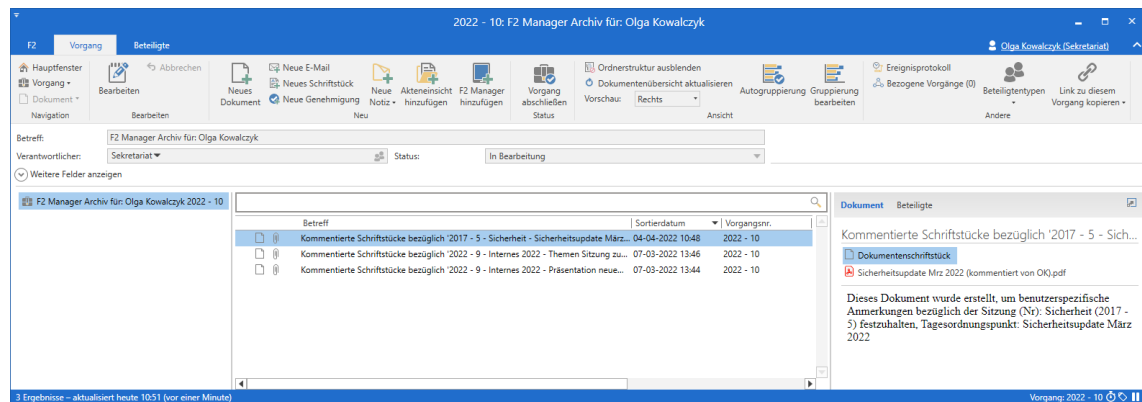 2022 - 10: F2 Manager Archiv für: Olga Kowalczyk
F2 Vorgang Beteiligte Olga Kowalczyk (Sekretariat)
Hauptfenster
Vorgang
Dokument
Navigation
Bearbeiten
Abbrechen
Bearbeiten
Neues Dokument
Neue E-Mail
Neues Schriftstück
Neue Genehmigung
Neue Notiz
Akteneinsicht hinzufügen
F2 Manager hinzufügen
Neu
Vorgang abschließen
Status
Ordnerstruktur ausblenden
Dokumentenübersicht aktualisieren
Vorschau: Rechts
Autogruppierung
Gruppierung bearbeiten
Ansicht
Ereignisprotokoll
Bezogene Vorgänge (0)
Beteiligtentypen
Link zu diesem Vorgang kopieren
Andere
Betreff: F2 Manager Archiv für: Olga Kowalczyk
Verantwortlicher: Sekretariat Status: In Bearbeitung
Weitere Felder anzeigen
F2 Manager Archiv für: Olga Kowalczyk 2022 - 10
Betreff Sortierdatum Vorgangsnr.
Kommentierte Schriftstücke bezüglich '2017 - 5 - Sicherheit - Sicherheitsupdate März... 04-04-2022 10:48 2022 - 10
Kommentierte Schriftstücke bezüglich '2022 - 9 - Internes 2022 - Themen Sitzung zu... 07-03-2022 13:46 2022 - 10
Kommentierte Schriftstücke bezüglich '2022 - 9 - Internes 2022 - Präsentation neue... 07-03-2022 13:44 2022 - 10
Dokument Beteiligte
Kommentierte Schriftstücke bezüglich '2017 - 5 - Sich...
Dokumentenschriftstück
Sicherheitsupdate Mrz 2022 (kommentiert von OK).pdf
Dieses Dokument wurde erstellt, um benutzerspezifische
Anmerkungen bezüglich der Sitzung (Nr): Sicherheit (2017 -
5) festzuhalten, Tagesordnungspunkt: Sicherheitsupdate März
2022
3 Ergebnisse – aktualisiert heute 10:51 (vor einer Minute) Vorgang: 2022 - 10